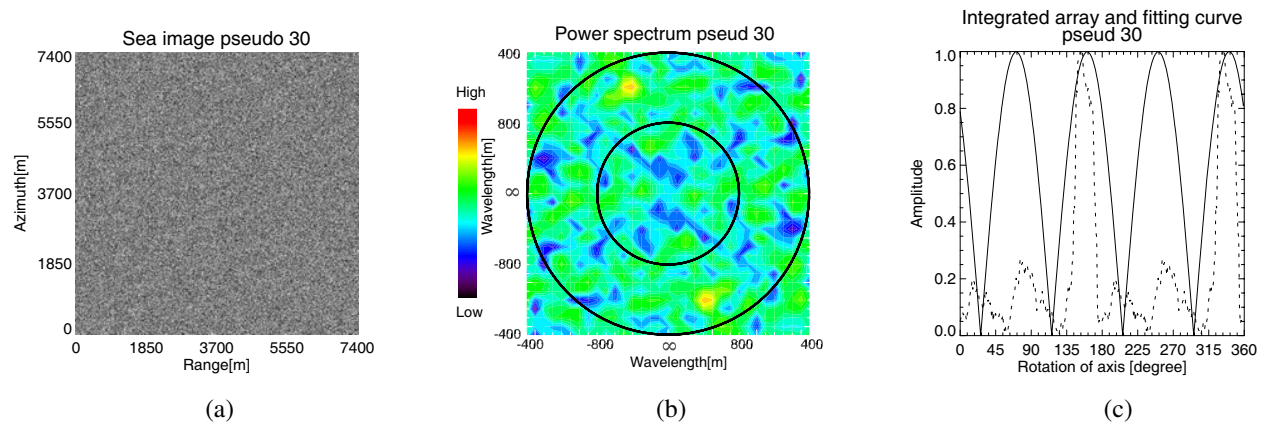 Sea image pseudo 30
7400
5550
3700
1850
0
Azimuth[m]
0 1850 3700 5550 7400
Range[m]
(a)
High
Low
Power spectrum pseud 30
400
800
∞
-800
-400
Wavelength[m]
-400 -800 ∞ 800 400
Wavelength[m]
(b)
Integrated array and fitting curve
pseud 30
1.0
0.8
0.6
0.4
0.2
0.0
Amplitude
0 45 90 135 180 225 270 315 360
Rotation of axis [degree]
(c)